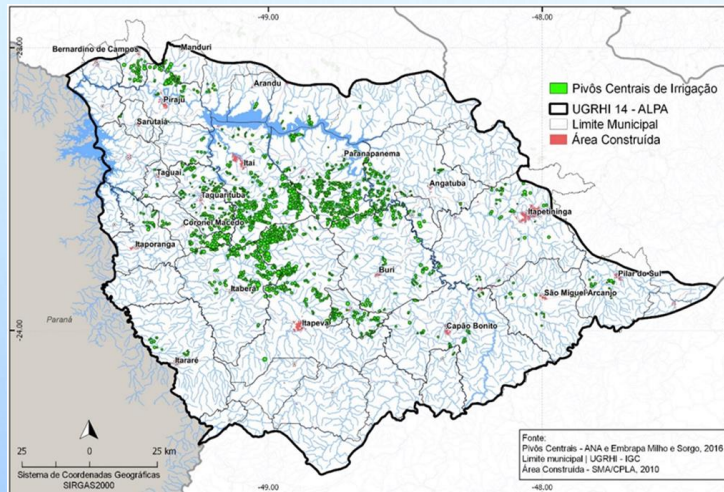 -49.00
-48.00
-23.00
Bernardino de Campos
Manduri
Arandu
Piraju
Sarutaiá
Paranapanema
Itaí
Taguaí
Angatuba
Taquarituba
Coronel Macedo
Itapetininga
Itaporanga
Buri
Pilar do Sul
Itaberaí
São Miguel Arcanjo
Paraná
Itapeva
Capão Bonito
-24.00
Itararé
Pivôs Centrais de Irrigação
UGRHI 14 - ALPA
Limite Municipal
Área Construída
25 0 25 km
Sistema de Coordenadas Geográficas
SIRGAS2000
-49.00
-48.00
Fonte:
Pivôs Centrais - ANA e Embrapa Milho e Sorgo, 2016
Limite municipal | UGRHI - IGC
Área Construída - SMA/CPLA, 2010